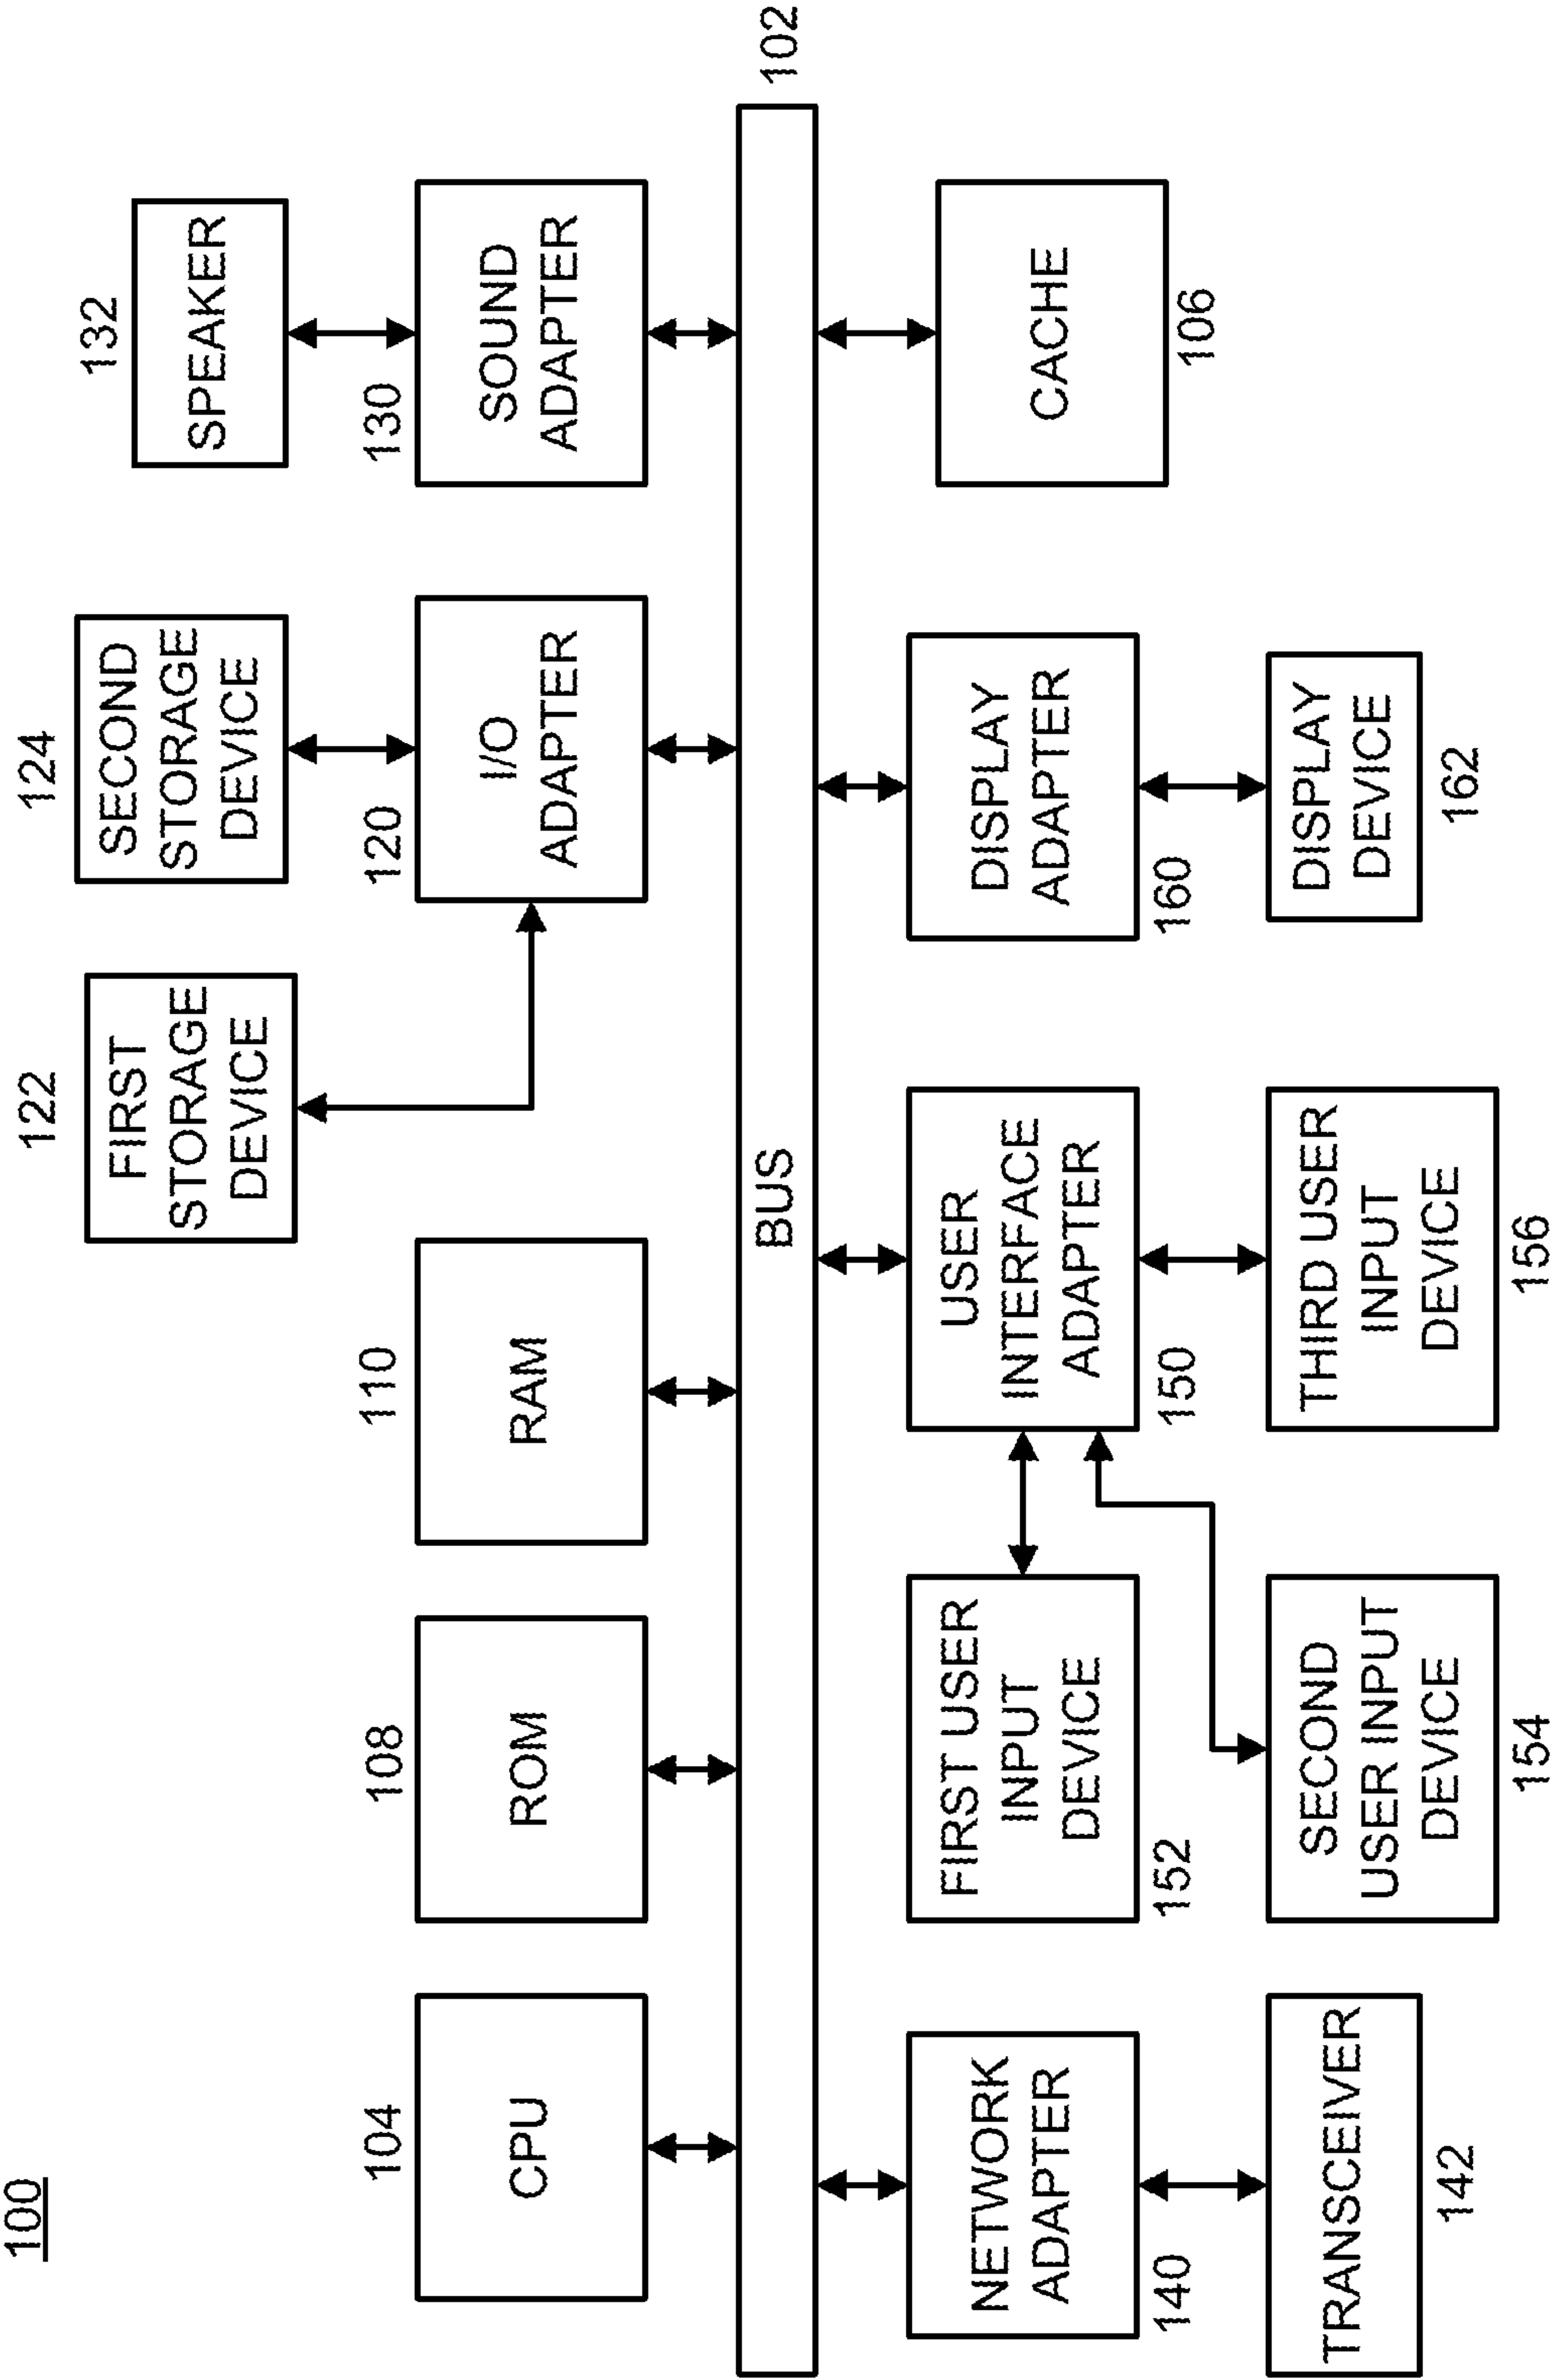 100
122
124
132
FIRST
STORAGE
DEVICE
SECOND
STORAGE
DEVICE
SPEAKER
104
108
110
120
130
CPU
ROM
RAM
I/O
ADAPTER
SOUND
ADAPTER
BUS
102
NETWORK
ADAPTER
FIRST USER
INPUT
DEVICE
USER
INTERFACE
ADAPTER
DISPLAY
ADAPTER
CACHE
140
152
150
160
106
TRANSCEIVER
SECOND
USER INPUT
DEVICE
THIRD USER
INPUT
DEVICE
DISPLAY
DEVICE
142
154
156
162